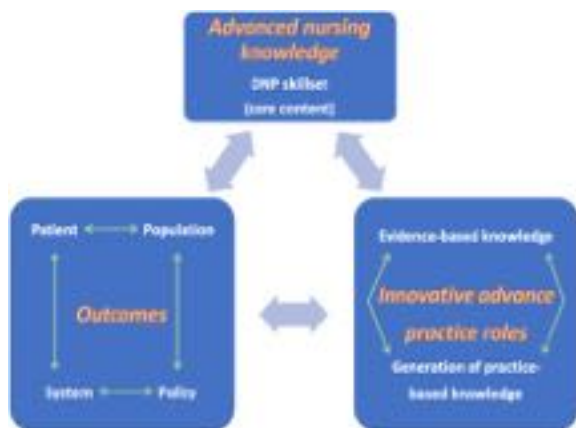 Advanced nursing
knowledge
DNP skillset
(core content)
Patient Population
Outcomes
System Policy
Evidence-based knowledge
Innovative advance
practice roles
Generation of practice-
based knowledge